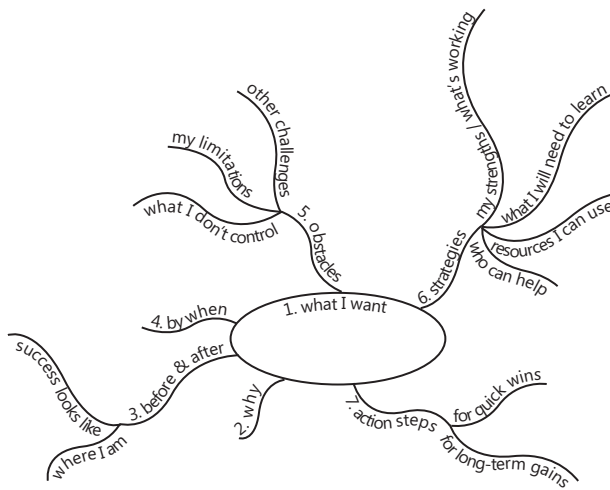 1. what I want
2. why
3. before & after
where I am
success looks like
4. by when
5. obstacles
what I don't control
my limitations
other challenges
6. strategies
my strengths / what's working
what I will need to learn
resources I can use
who can help
7. action steps
for quick wins
for long-term gains